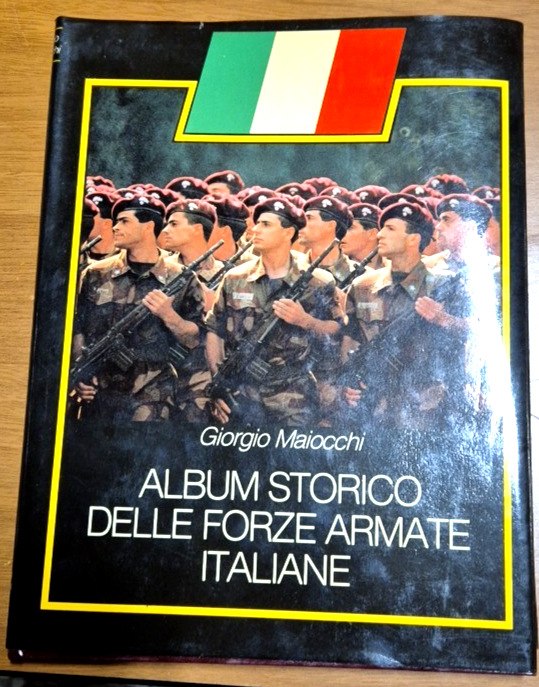 Giorgio Maiocchi
ALBUM STORICO
DELLE FORZE ARMATE
ITALIANE